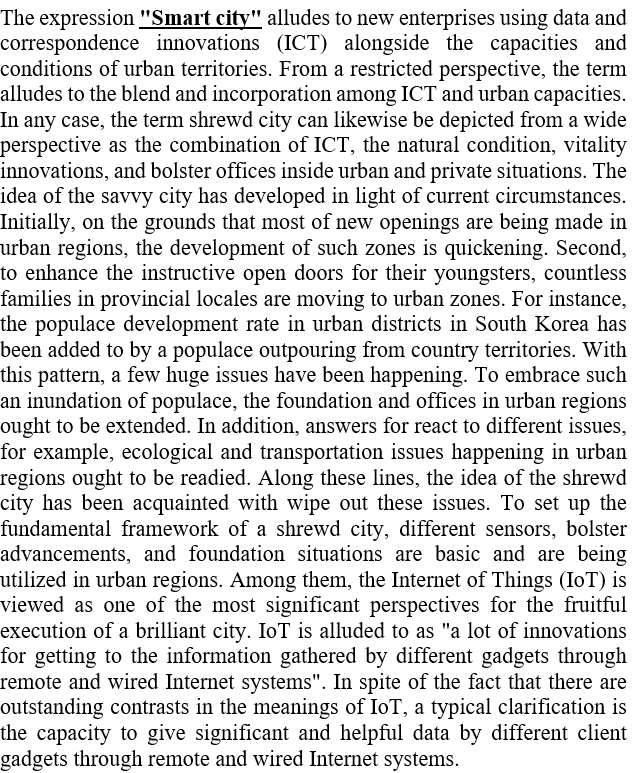 The expression "Smart city" alludes to new enterprises using data and
correspondence innovations (ICT) alongside the capacities and
conditions of urban territories. From a restricted perspective, the term
alludes to the blend and incorporation among ICT and urban capacities.
In any case, the term shrewd city can likewise be depicted from a wide
perspective as the combination of ICT, the natural condition, vitality
innovations, and bolster offices inside urban and private situations. The
idea of the savvy city has developed in light of current circumstances.
Initially, on the grounds that most of new openings are being made in
urban regions, the development of such zones is quickening. Second,
to enhance the instructive open doors for their youngsters, countless
families in provincial locales are moving to urban zones. For instance,
the populace development rate in urban districts in South Korea has
been added to by a populace outpouring from country territories. With
this pattern, a few huge issues have been happening. To embrace such
an inundation of populace, the foundation and offices in urban regions
ought to be extended. In addition, answers for react to different issues,
for example, ecological and transportation issues happening in urban
regions ought to be readied. Along these lines, the idea of the shrewd
city has been acquainted with wipe out these issues. To set up the
fundamental framework of a shrewd city, different sensors, bolster
advancements, and foundation situations are basic and are being
utilized in urban regions. Among them, the Internet of Things (IoT) is
viewed as one of the most significant perspectives for the fruitful
execution of a brilliant city. IoT is alluded to as "a lot of innovations
for getting to the information gathered by different gadgets through
remote and wired Internet systems". In spite of the fact that there are
outstanding contrasts in the meanings of IoT, a typical clarification is
the capacity to give significant and helpful data by different client
gadgets through remote and wired Internet systems.